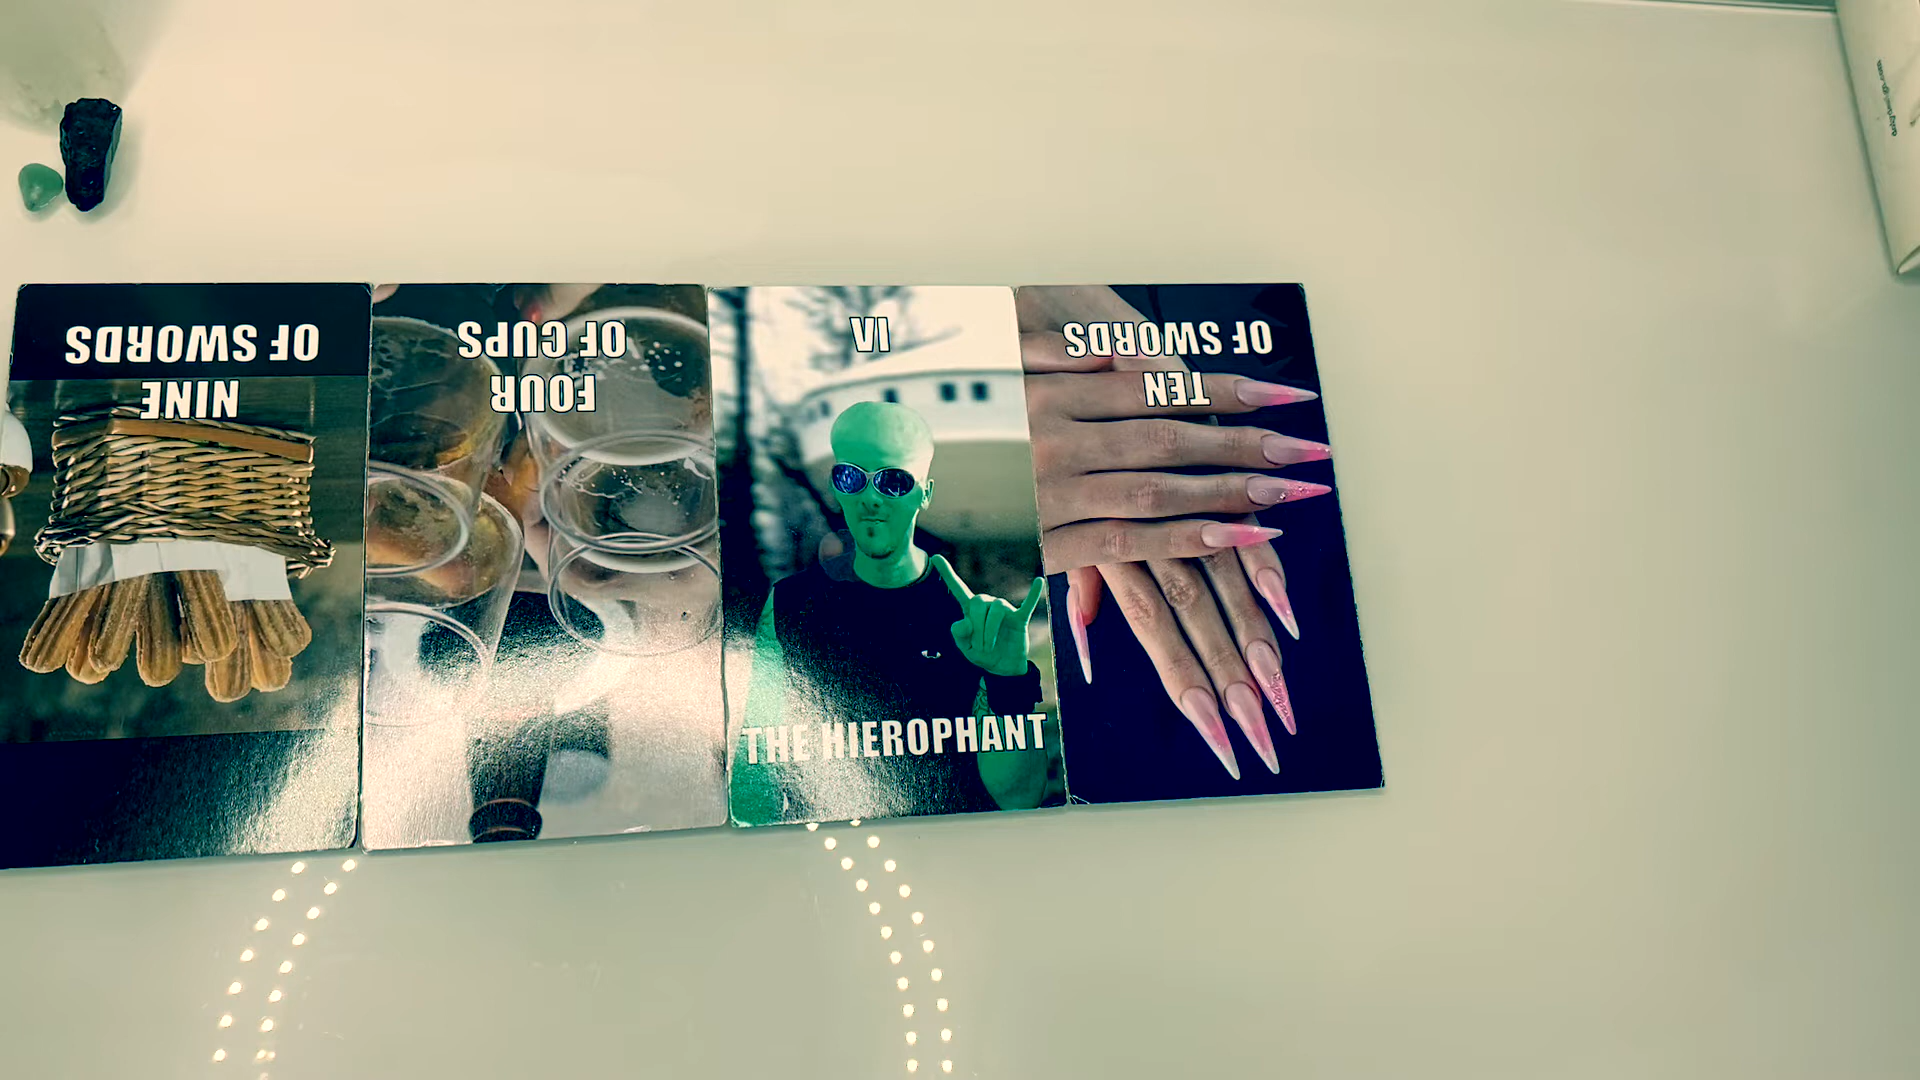 NINE
OF SWORDS
FOUR
OF CUPS
VI
THE HIEROPHANT
TEN
OF SWORDS